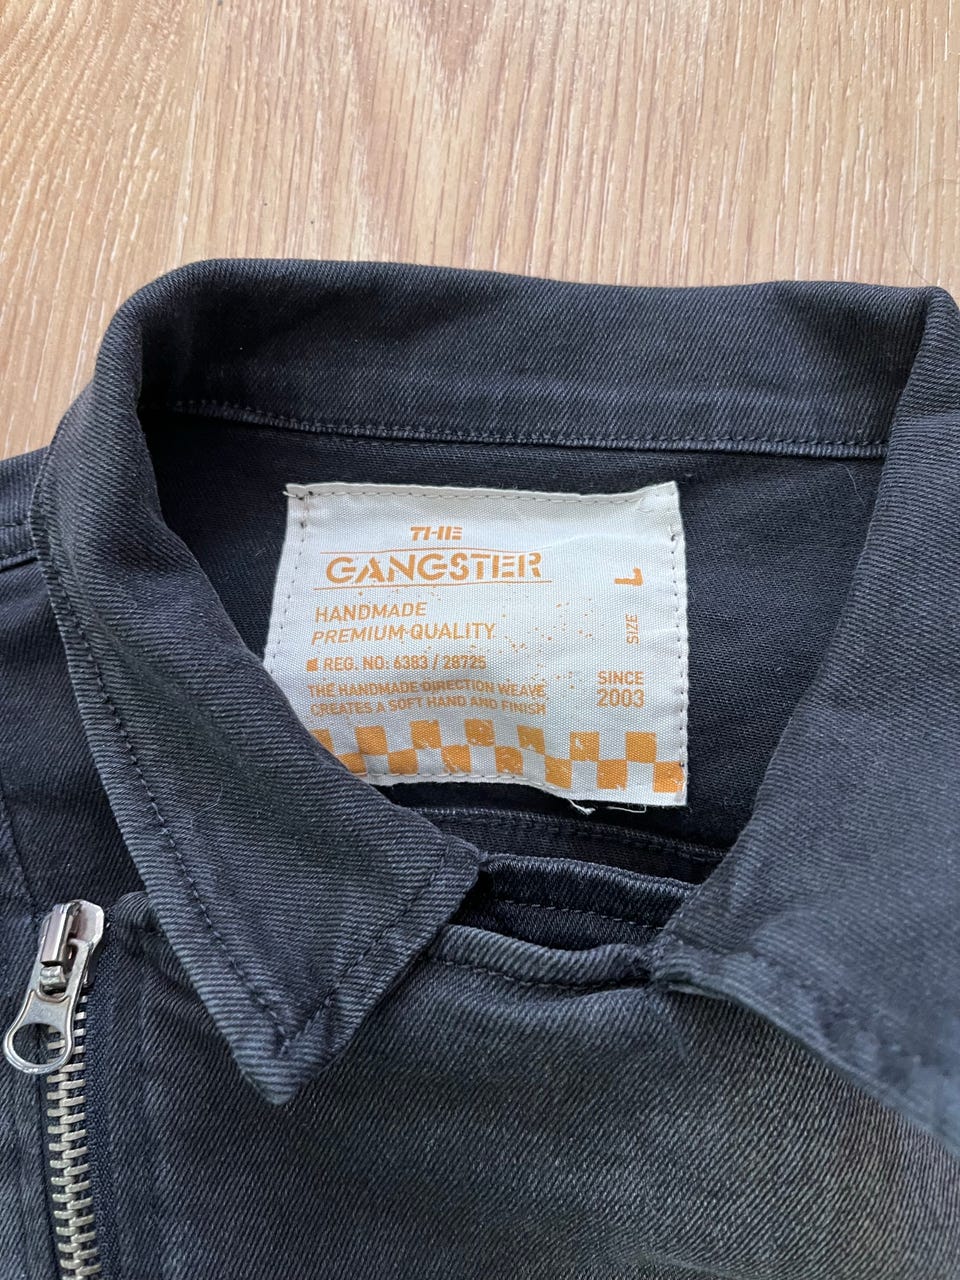 THE
GANGSTER
HANDMADE
PREMIUM QUALITY
REG. NO: 6383 / 28725
THE HANDMADE DIRECTION WEAVE,
CREATES A SOFT HAND AND FINISH
SIZE L
SINCE
2003